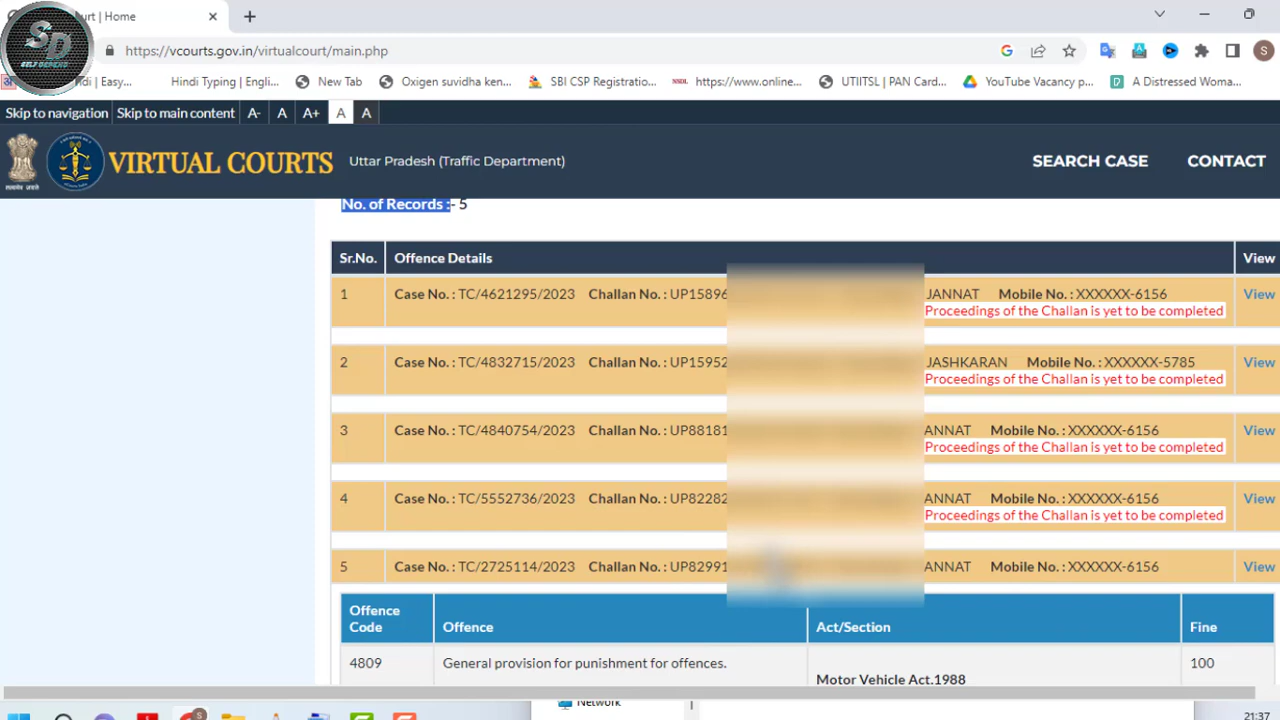 urt | Home
SD
SELF DEPEND
https://vcourts.gov.in/virtualcourt/main.php
S
di | Easy... Hindi Typing | Engli... New Tab Oxigen suvidha ken... SBI CSP Registratio... NSDL https://www.online... UTIITSL | PAN Card... YouTube Vacancy p... D A Distressed Woma...
Skip to navigation Skip to main content A- A A+ A A
VIRTUAL COURTS Uttar Pradesh (Traffic Department) SEARCH CASE CONTACT
No. of Records :- 5
Sr.No. Offence Details View
1 Case No. : TC/4621295/2023 Challan No. : UP15896 JANNAT Mobile No. : XXXXXX-6156 View
Proceedings of the Challan is yet to be completed
2 Case No. : TC/4832715/2023 Challan No. : UP15952 JASHKARAN Mobile No. : XXXXXX-5785 View
Proceedings of the Challan is yet to be completed
3 Case No. : TC/4840754/2023 Challan No. : UP88181 ANNAT Mobile No. : XXXXXX-6156 View
Proceedings of the Challan is yet to be completed
4 Case No. : TC/5552736/2023 Challan No. : UP82282 ANNAT Mobile No. : XXXXXX-6156 View
Proceedings of the Challan is yet to be completed
5 Case No. : TC/2725114/2023 Challan No. : UP82991 ANNAT Mobile No. : XXXXXX-6156 View
Offence Code Offence Act/Section Fine
4809 General provision for punishment for offences. 100
Motor Vehicle Act.1988
Network
21:37